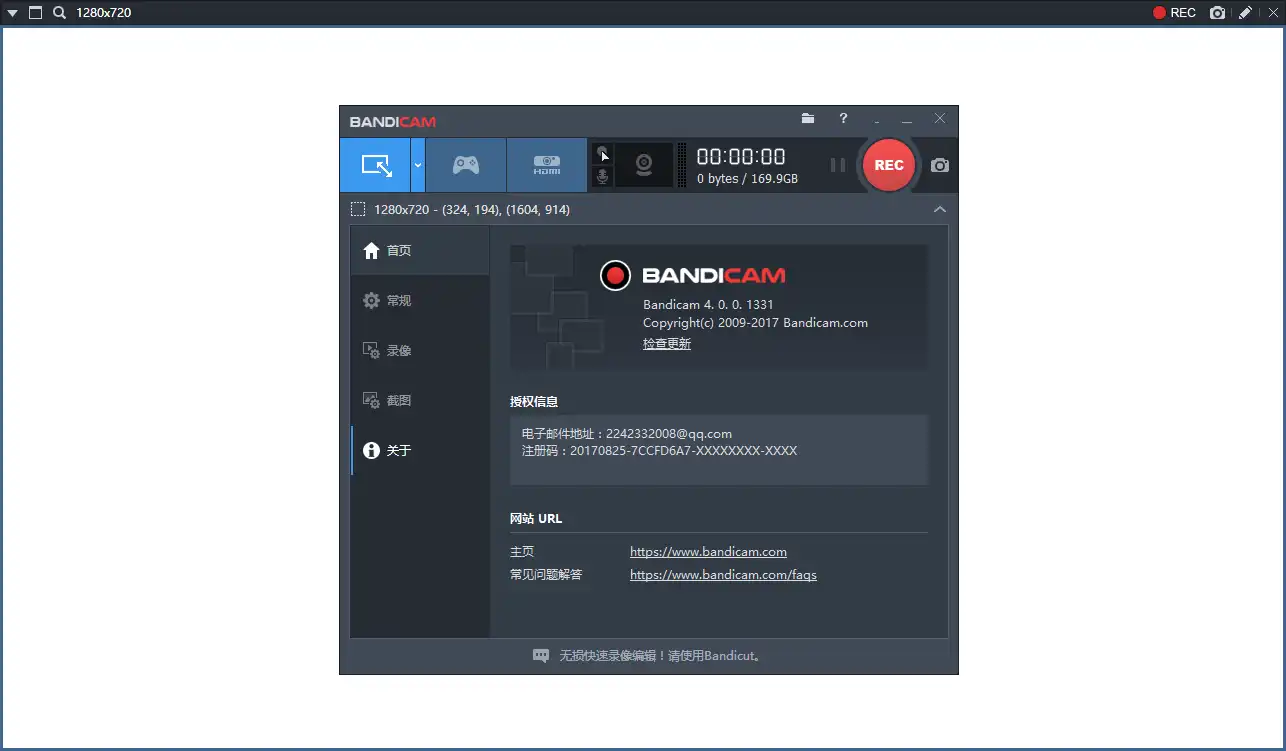 1280x720
REC
BANDICAM
?
HDMI
00:00:00
0 bytes / 169.9GB
REC
1280x720 - (324, 194), (1604, 914)
首页
常规
录像
截图
关于
BANDICAM
Bandicam 4. 0. 0. 1331
Copyright(c) 2009-2017 Bandicam.com
检查更新
授权信息
电子邮件地址：2242332008@qq.com
注册码：20170825-7CCFD6A7-XXXXXXXX-XXXX
网站 URL
主页 https://www.bandicam.com
常见问题解答 https://www.bandicam.com/faqs
无损快速录像编辑！请使用Bandicut。